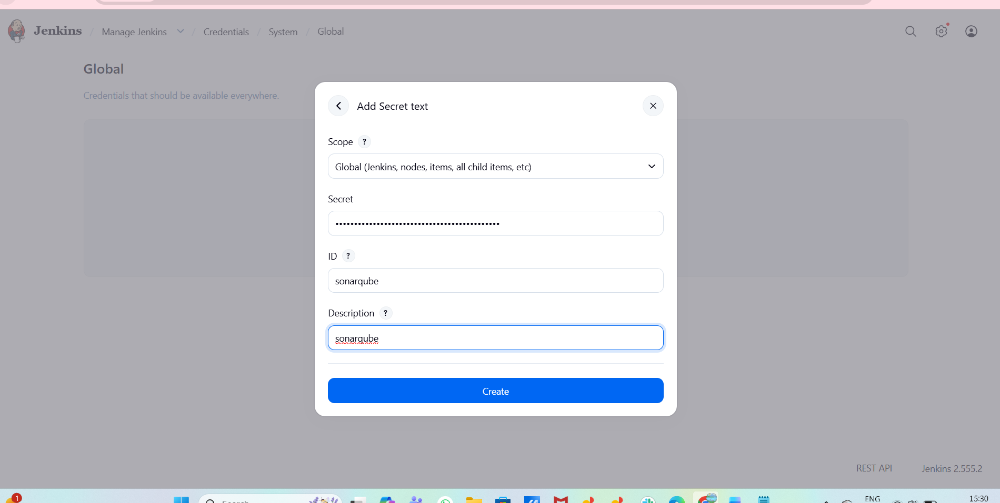 Jenkins / Manage Jenkins / Credentials / System / Global
Global
Credentials that should be available everywhere.
Add Secret text
Scope ?
Global (Jenkins, nodes, items, all child items, etc)
Secret
••••••••••••••••••••••••••••••••••••••••••••
ID ?
sonarqube
Description ?
sonarqube
Create
REST API
Jenkins 2.555.2
1
Search
ENG
15:30